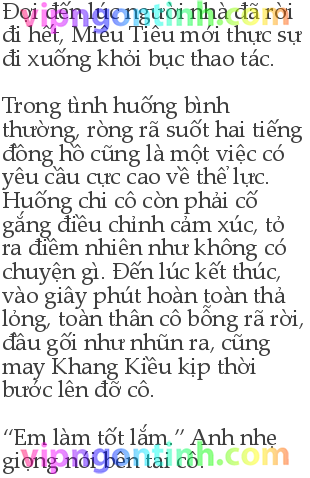 Đợi đến lúc người nhà đã rời
đi hết, Miêu Tiêu mới thực sự
đi xuống khỏi bục thao tác.
Trong tình huống bình
thường, ròng rã suốt hai tiếng
đồng hồ cũng là một việc có
yêu cầu cực cao về thể lực.
Huống chi cô còn phải cố
gắng điều chỉnh cảm xúc, tỏ
ra điềm nhiên như không có
chuyện gì. Đến lúc kết thúc,
vào giây phút hoàn toàn thả
lỏng, toàn thân cô bỗng rã rời,
đầu gối như nhũn ra, cũng
may Khang Kiều kịp thời
bước lên đỡ cô.
“Em làm tốt lắm.” Anh nhẹ
giọng nói bên tai cô.
vipngontinh.com
vipngontinh.com